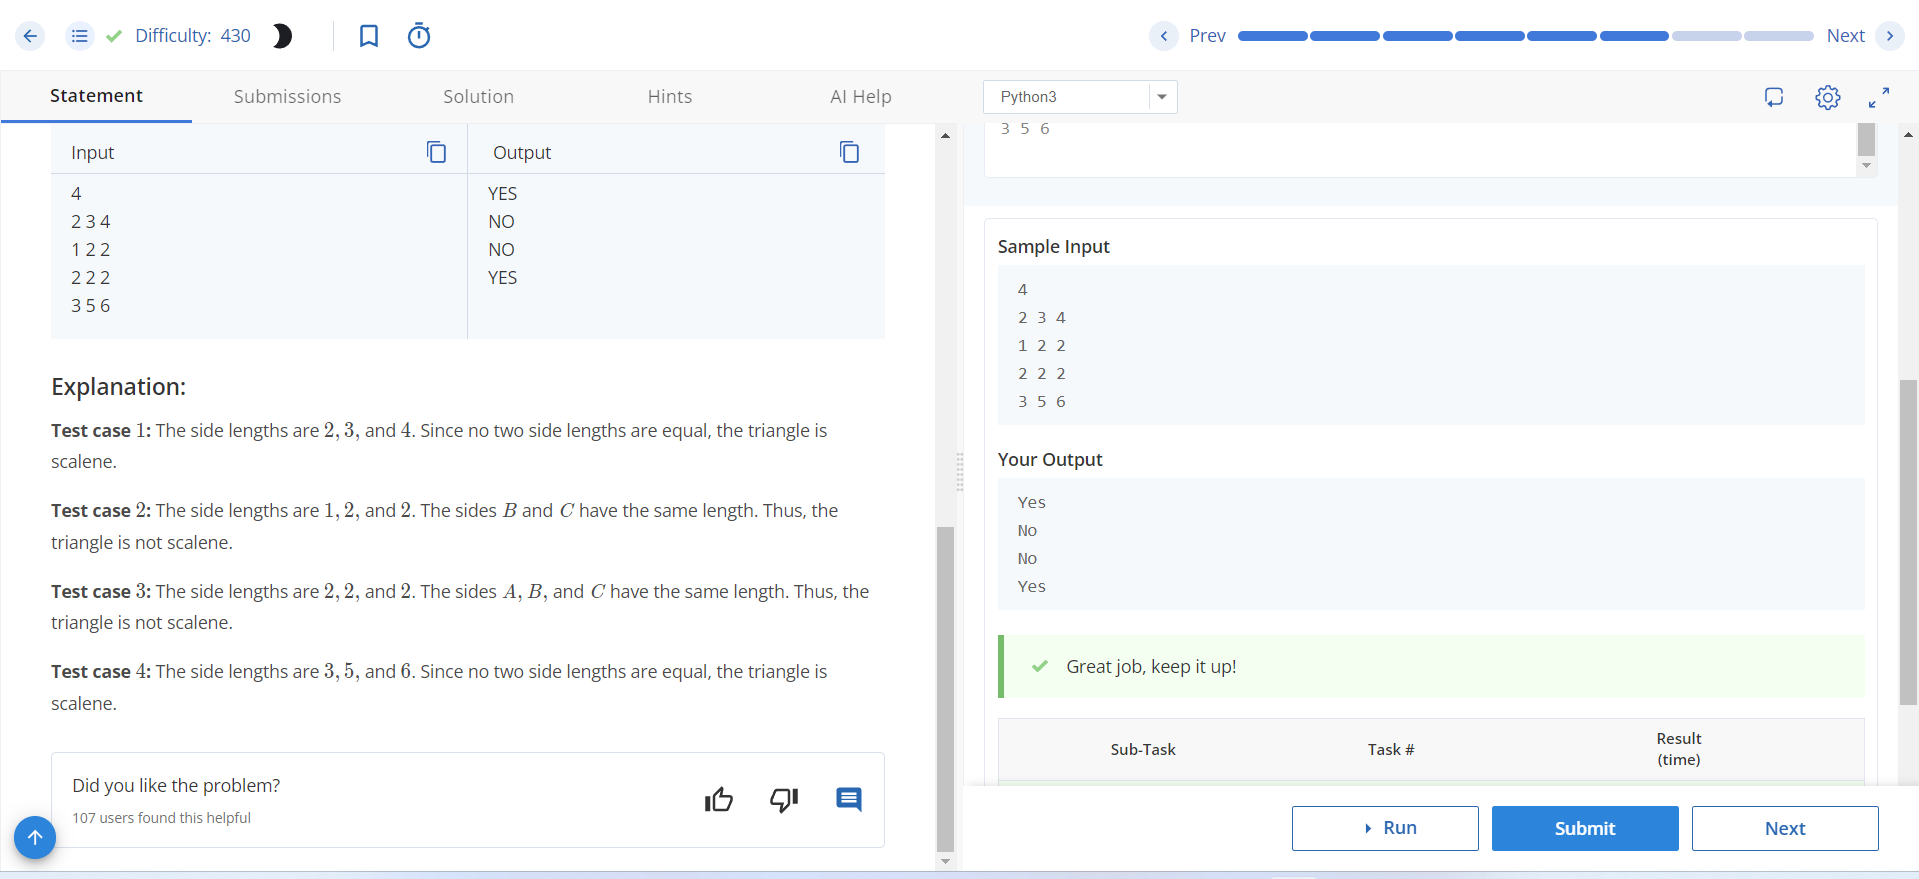 Difficulty: 430
Prev
Next
Statement
Submissions
Solution
Hints
AI Help
Python3
Input
Output
4
2 3 4
1 2 2
2 2 2
3 5 6
YES
NO
NO
YES
Explanation:
Test case 1: The side lengths are 2, 3, and 4. Since no two side lengths are equal, the triangle is
scalene.
Test case 2: The side lengths are 1, 2, and 2. The sides B and C have the same length. Thus, the
triangle is not scalene.
Test case 3: The side lengths are 2, 2, and 2. The sides A, B, and C have the same length. Thus, the
triangle is not scalene.
Test case 4: The side lengths are 3, 5, and 6. Since no two side lengths are equal, the triangle is
scalene.
Did you like the problem?
107 users found this helpful
3 5 6
Sample Input
4
2 3 4
1 2 2
2 2 2
3 5 6
Your Output
Yes
No
No
Yes
Great job, keep it up!
Sub-Task
Task #
Result
(time)
Run
Submit
Next